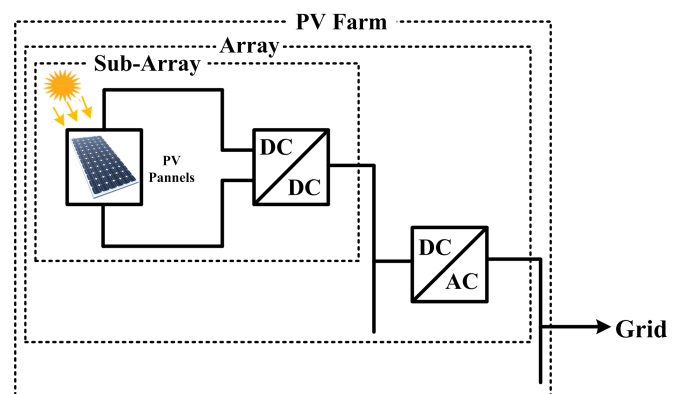 PV Farm
Array
Sub-Array
PV
Pannels
DC
DC
DC
AC
Grid